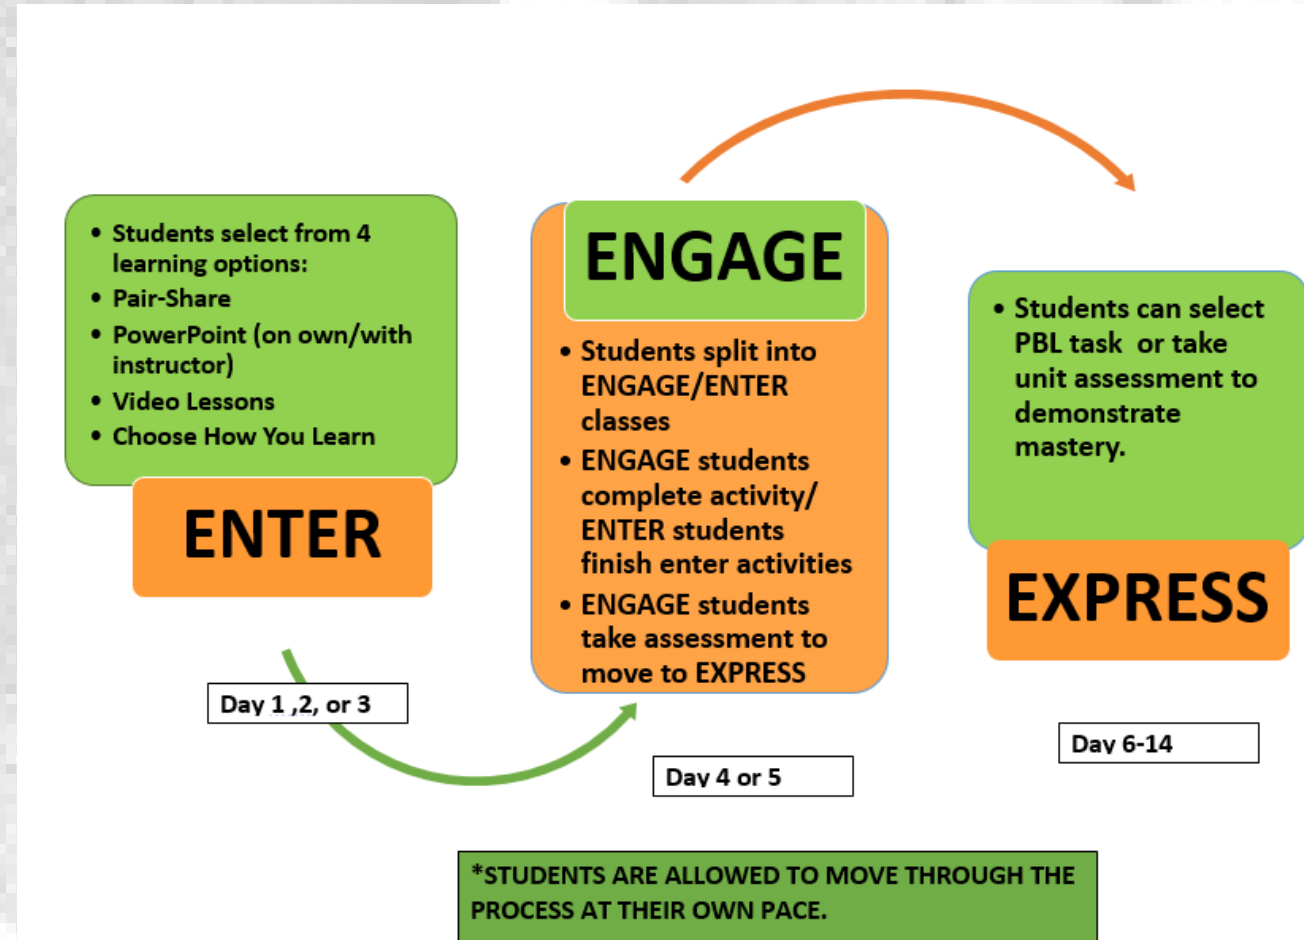 • Students select from 4
learning options:
• Pair-Share
• PowerPoint (on own/with
instructor)
• Video Lessons
• Choose How You Learn
ENTER
Day 1 ,2, or 3
ENGAGE
• Students split into
ENGAGE/ENTER
classes
• ENGAGE students
complete activity/
ENTER students
finish enter activities
• ENGAGE students
take assessment to
move to EXPRESS
Day 4 or 5
• Students can select
PBL task or take
unit assessment to
demonstrate
mastery.
EXPRESS
Day 6-14
*STUDENTS ARE ALLOWED TO MOVE THROUGH THE
PROCESS AT THEIR OWN PACE.